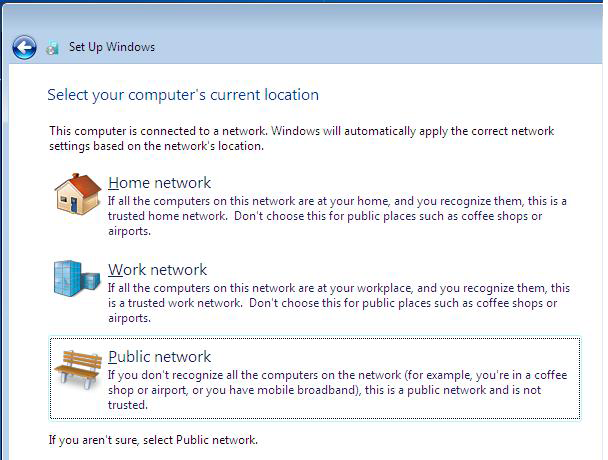 Set Up Windows
Select your computer's current location
This computer is connected to a network. Windows will automatically apply the correct network
settings based on the network's location.
Home network
If all the computers on this network are at your home, and you recognize them, this is a
trusted home network.  Don't choose this for public places such as coffee shops or
airports.
Work network
If all the computers on this network are at your workplace, and you recognize them, this
is a trusted work network.  Don't choose this for public places such as coffee shops or
airports.
Public network
If you don't recognize all the computers on the network (for example, you're in a coffee
shop or airport, or you have mobile broadband), this is a public network and is not
trusted.
If you aren't sure, select Public network.